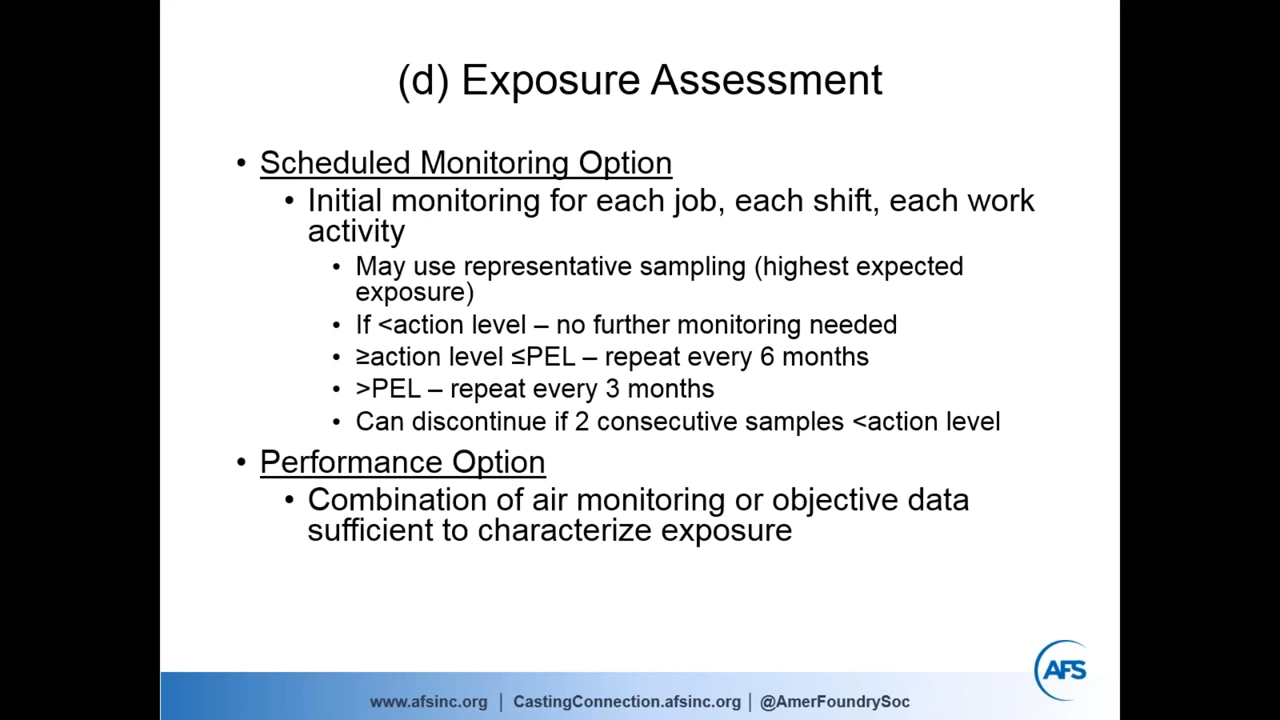 (d) Exposure Assessment
• Scheduled Monitoring Option
• Initial monitoring for each job, each shift, each work
activity
• May use representative sampling (highest expected
exposure)
• If <action level – no further monitoring needed
• ≥action level ≤PEL – repeat every 6 months
• >PEL – repeat every 3 months
• Can discontinue if 2 consecutive samples <action level
• Performance Option
• Combination of air monitoring or objective data
sufficient to characterize exposure
AFS
www.afsinc.org | CastingConnection.afsinc.org | @AmerFoundrySoc